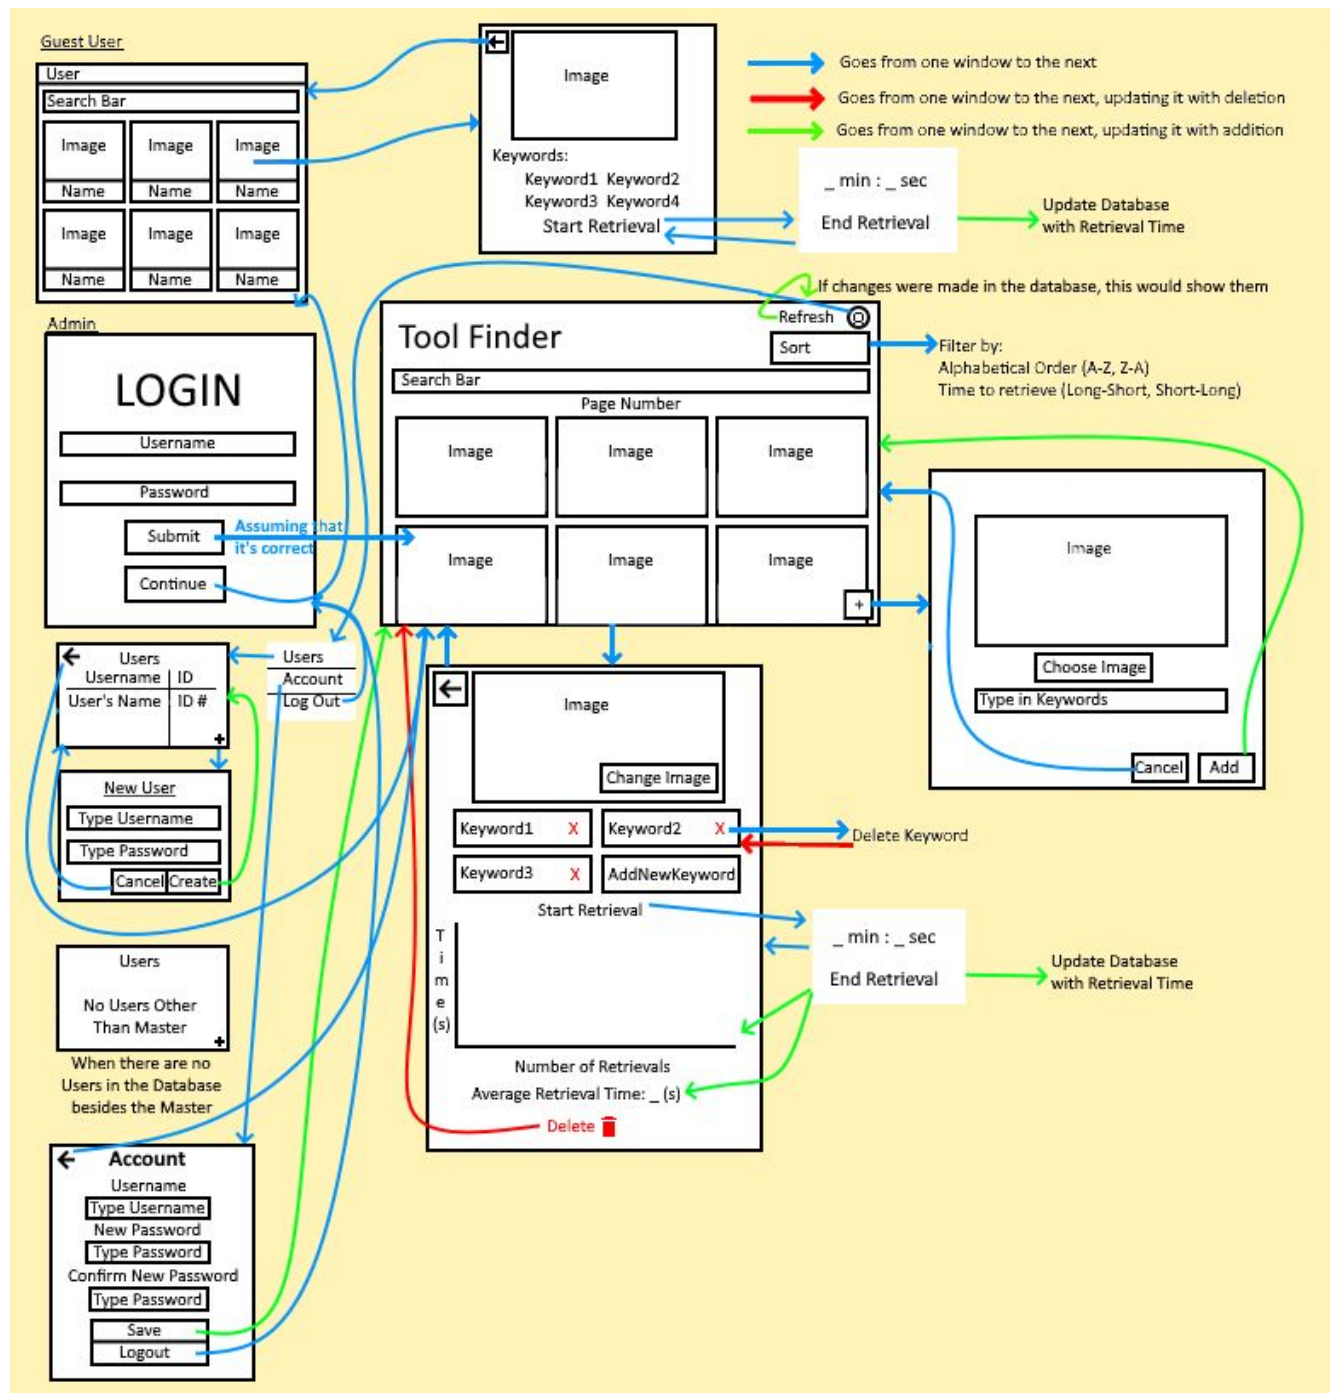 Guest User
User
Search Bar
Image Image Image
Name Name Name
Image Image Image
Name Name Name
Image
Keywords:
Keyword1 Keyword2
Keyword3 Keyword4
Start Retrieval
Goes from one window to the next
Goes from one window to the next, updating it with deletion
Goes from one window to the next, updating it with addition
_ min : _ sec
End Retrieval
Update Database
with Retrieval Time
If changes were made in the database, this would show them
Admin
LOGIN
Username
Password
Submit
Continue
Assuming that
it's correct
Tool Finder
Refresh
Sort
Search Bar
Page Number
Image Image Image
Image Image Image
+
Filter by:
Alphabetical Order (A-Z, Z-A)
Time to retrieve (Long-Short, Short-Long)
Image
Choose Image
Type in Keywords
Cancel Add
Users
Username ID
User's Name ID #
+
Users
Account
Log Out
New User
Type Username
Type Password
Cancel Create
Users
No Users Other
Than Master
+
When there are no
Users in the Database
besides the Master
Image
Change Image
Keyword1 X Keyword2 X
Keyword3 X AddNewKeyword
Delete Keyword
Start Retrieval
Time(s)
Number of Retrievals
Average Retrieval Time: _ (s)
Delete
_ min : _ sec
End Retrieval
Update Database
with Retrieval Time
Account
Username
Type Username
New Password
Type Password
Confirm New Password
Type Password
Save
Logout